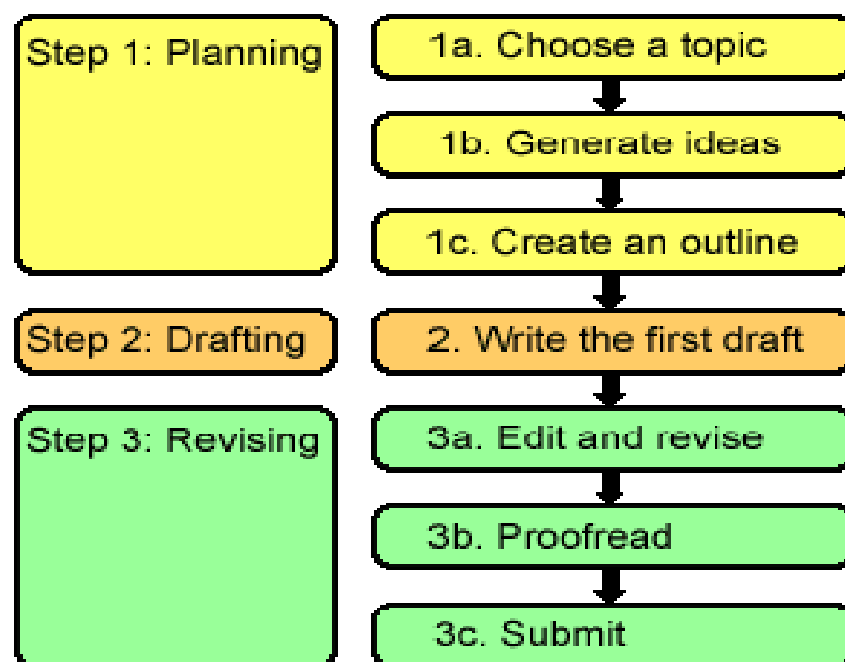 Step 1: Planning
1a. Choose a topic
1b. Generate ideas
1c. Create an outline
Step 2: Drafting
2. Write the first draft
Step 3: Revising
3a. Edit and revise
3b. Proofread
3c. Submit